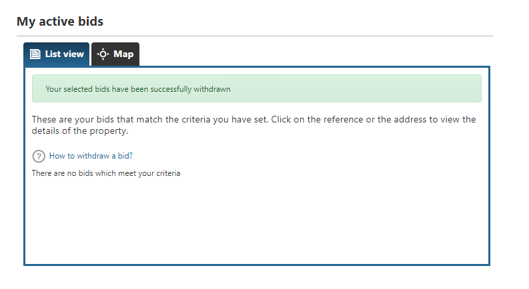 My active bids
List view
Map
Your selected bids have been successfully withdrawn
These are your bids that match the criteria you have set. Click on the reference or the address to view the
details of the property.
? How to withdraw a bid?
There are no bids which meet your criteria